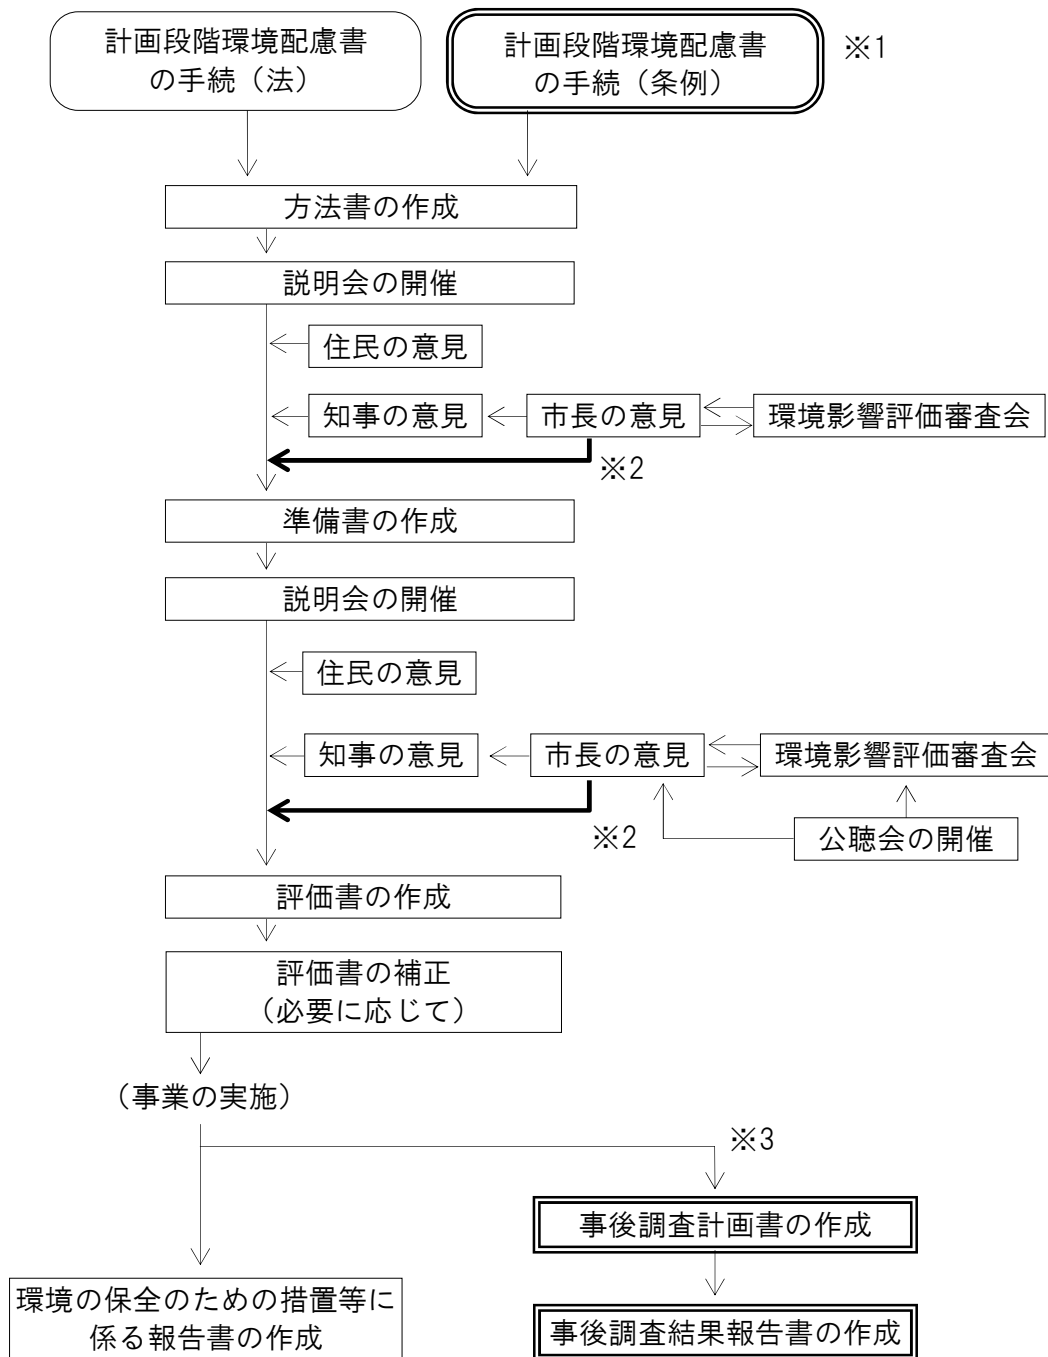 計画段階環境配慮書
の手続（法）
計画段階環境配慮書
の手続（条例）
※1
方法書の作成
説明会の開催
住民の意見
知事の意見
市長の意見
環境影響評価審査会
※2
準備書の作成
説明会の開催
住民の意見
知事の意見
市長の意見
環境影響評価審査会
※2
公聴会の開催
評価書の作成
評価書の補正
（必要に応じて）
（事業の実施）
※3
事後調査計画書の作成
環境の保全のための措置等に
係る報告書の作成
事後調査結果報告書の作成